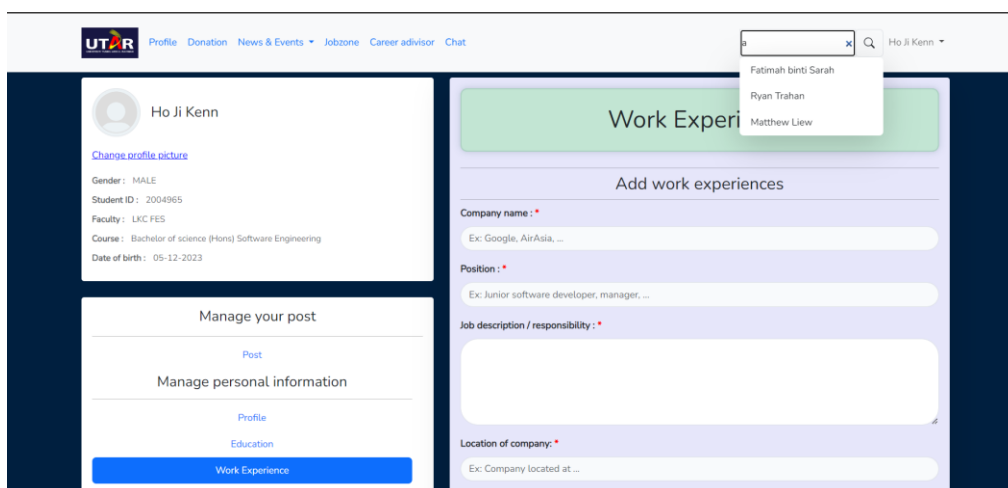 UTAR Profile Donation News & Events Jobzone Career advisor Chat a x Ho Ji Kenn
Fatimah binti Sarah
Ryan Trahan
Matthew Liew
Ho Ji Kenn
Change profile picture
Gender : MALE
Student ID : 2004965
Faculty : LKC FES
Course : Bachelor of science (Hons) Software Engineering
Date of birth : 05-12-2023
Manage your post
Post
Manage personal information
Profile
Education
Work Experience
Work Experi
Add work experiences
Company name : *
Ex: Google, AirAsia, ...
Position : *
Ex: Junior software developer, manager, ...
Job description / responsibility : *
Location of company: *
Ex: Company located at ...